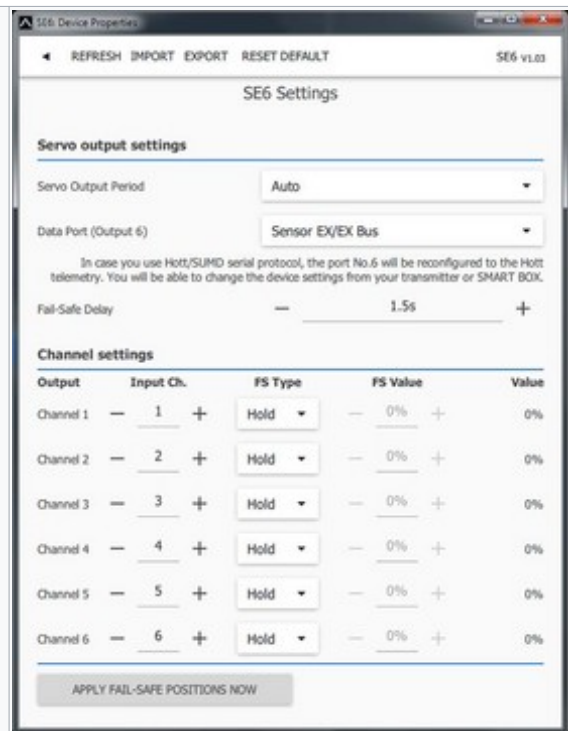 SE6: Device Properties
REFRESH IMPORT EXPORT RESET DEFAULT SE6 v1.03
SE6 Settings
Servo output settings
Servo Output Period Auto
Data Port (Output 6) Sensor EX/EX Bus
In case you use Hott/SUMD serial protocol, the port No.6 will be reconfigured to the Hott
telemetry. You will be able to change the device settings from your transmitter or SMART BOX.
Fail-Safe Delay — 1.5s +
Channel settings
Output Input Ch. FS Type FS Value Value
Channel 1 — 1 + Hold — 0% + 0%
Channel 2 — 2 + Hold — 0% + 0%
Channel 3 — 3 + Hold — 0% + 0%
Channel 4 — 4 + Hold — 0% + 0%
Channel 5 — 5 + Hold — 0% + 0%
Channel 6 — 6 + Hold — 0% + 0%
APPLY FAIL-SAFE POSITIONS NOW